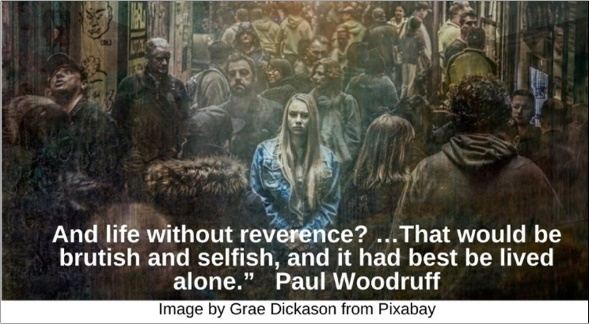 And life without reverence? …That would be
brutish and selfish, and it had best be lived
alone.” Paul Woodruff
Image by Grae Dickason from Pixabay